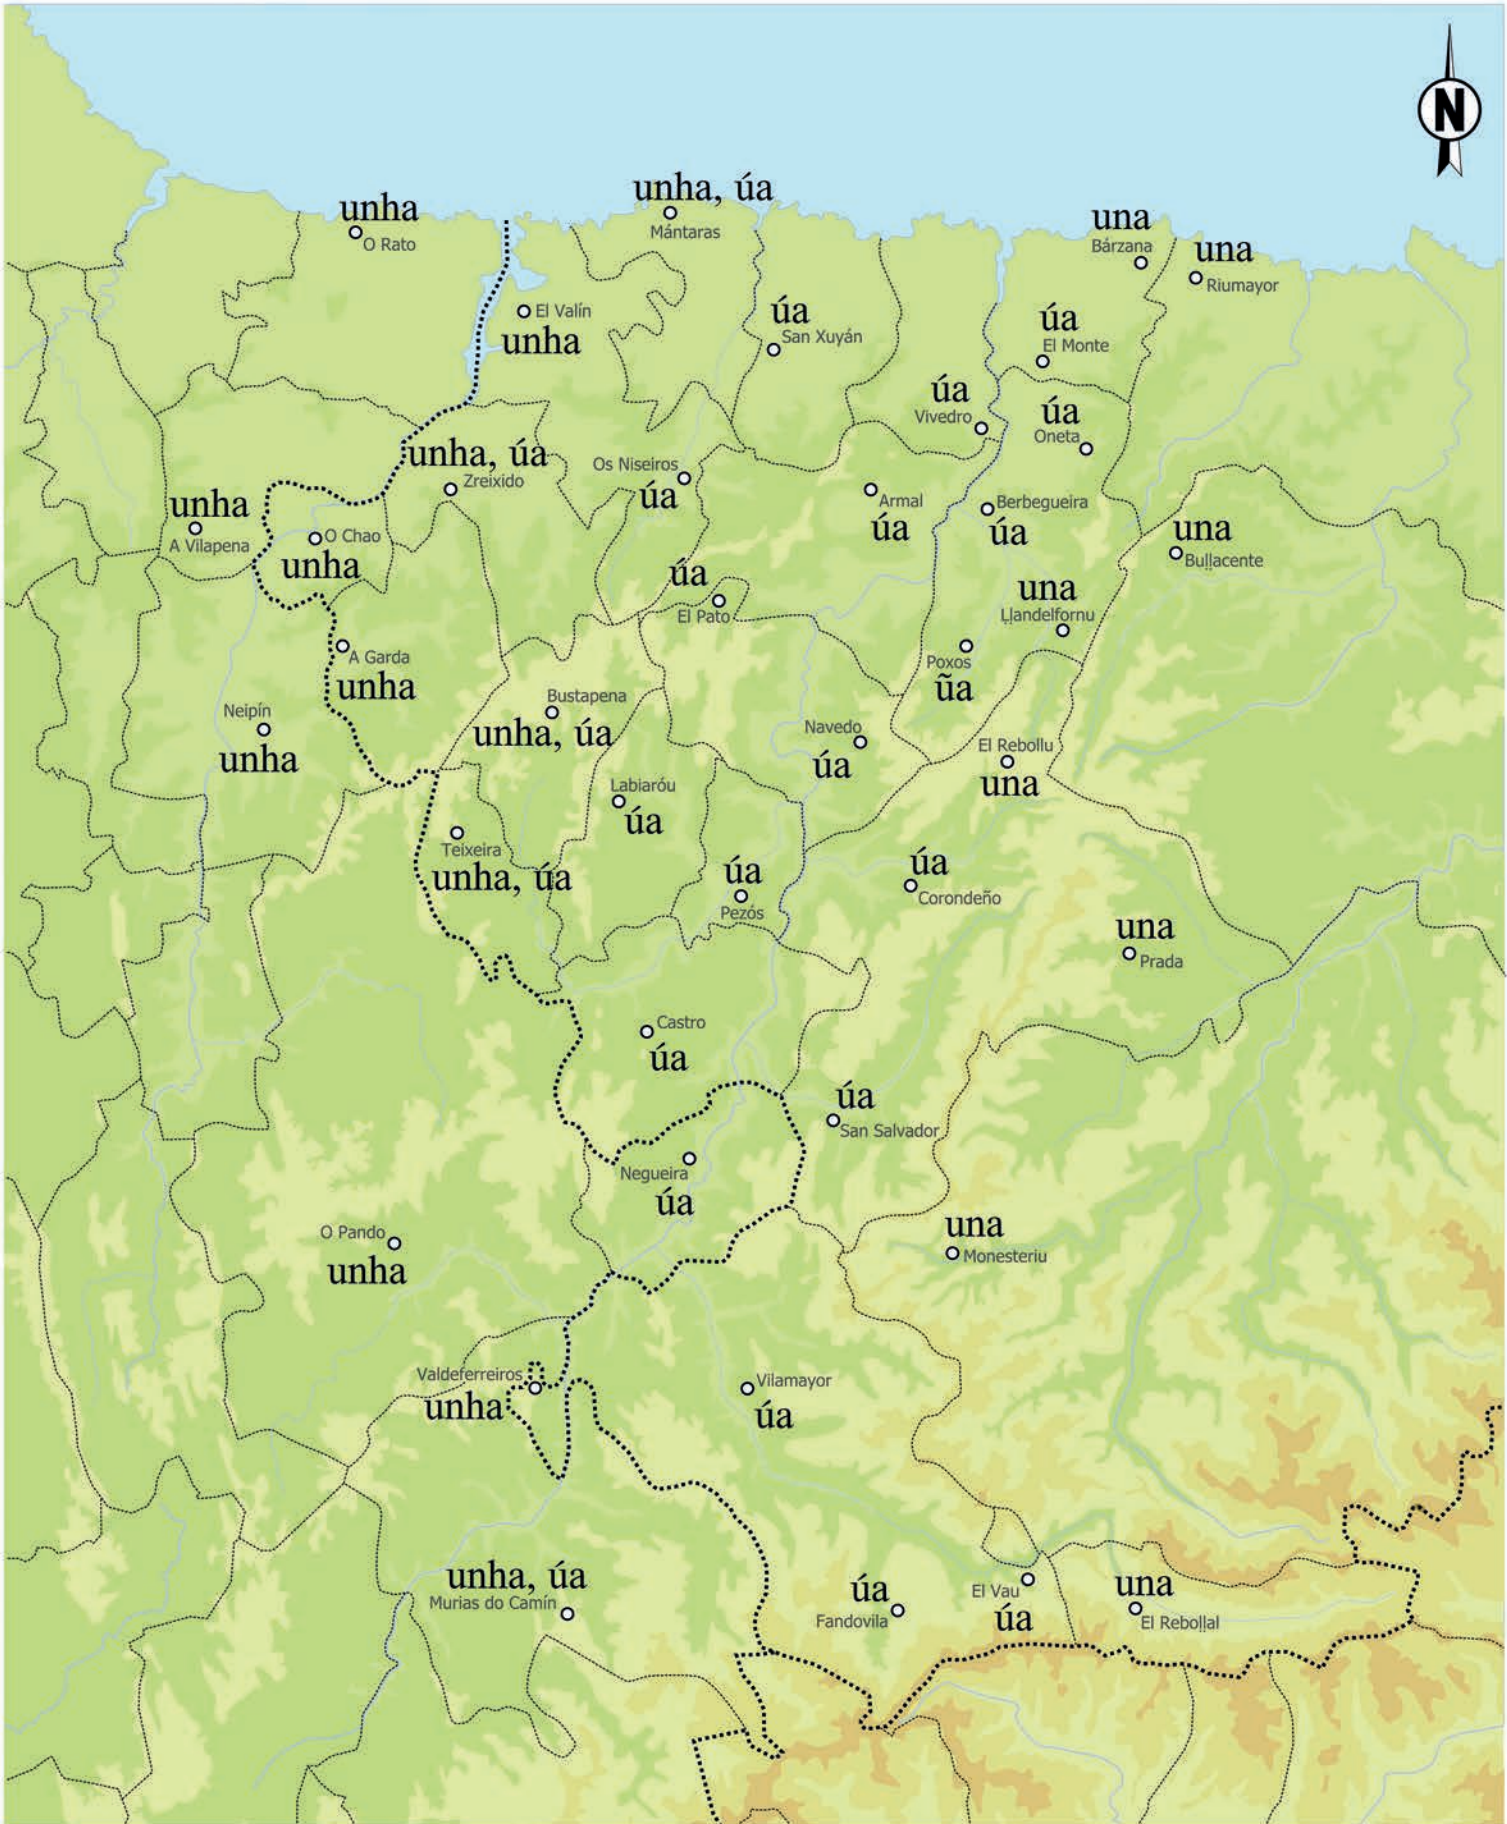 N
unha
O Rato
unha, úa
Mántaras
una
Bárzana
una
Riumayor
El Valín
unha
úa
San Xuyán
úa
El Monte
úa
Vivedro
úa
Oneta
unha, úa
Zreixido
Os Niseiros
úa
Armal
úa
Berbegueira
úa
unha
A Vilapena
O Chao
unha
una
Buḷḷacente
úa
El Pato
una
Ḷḷandelfornu
A Garda
unha
Poxos
ũa
Neipín
unha
Bustapena
unha, úa
Navedo
úa
El Rebollu
una
Labiaróu
úa
Teixeira
unha, úa
úa
Pezós
úa
Corondeño
una
Prada
Castro
úa
úa
San Salvador
Negueira
úa
O Pando
unha
una
Monesteriu
Valdeferreiros
unha
Vilamayor
úa
unha, úa
Murias do Camín
úa
Fandovila
El Vau
úa
una
El Reboḷḷal